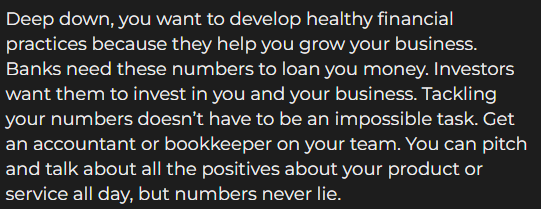 Deep down, you want to develop healthy financial
practices because they help you grow your business.
Banks need these numbers to loan you money. Investors
want them to invest in you and your business. Tackling
your numbers doesn’t have to be an impossible task. Get
an accountant or bookkeeper on your team. You can pitch
and talk about all the positives about your product or
service all day, but numbers never lie.